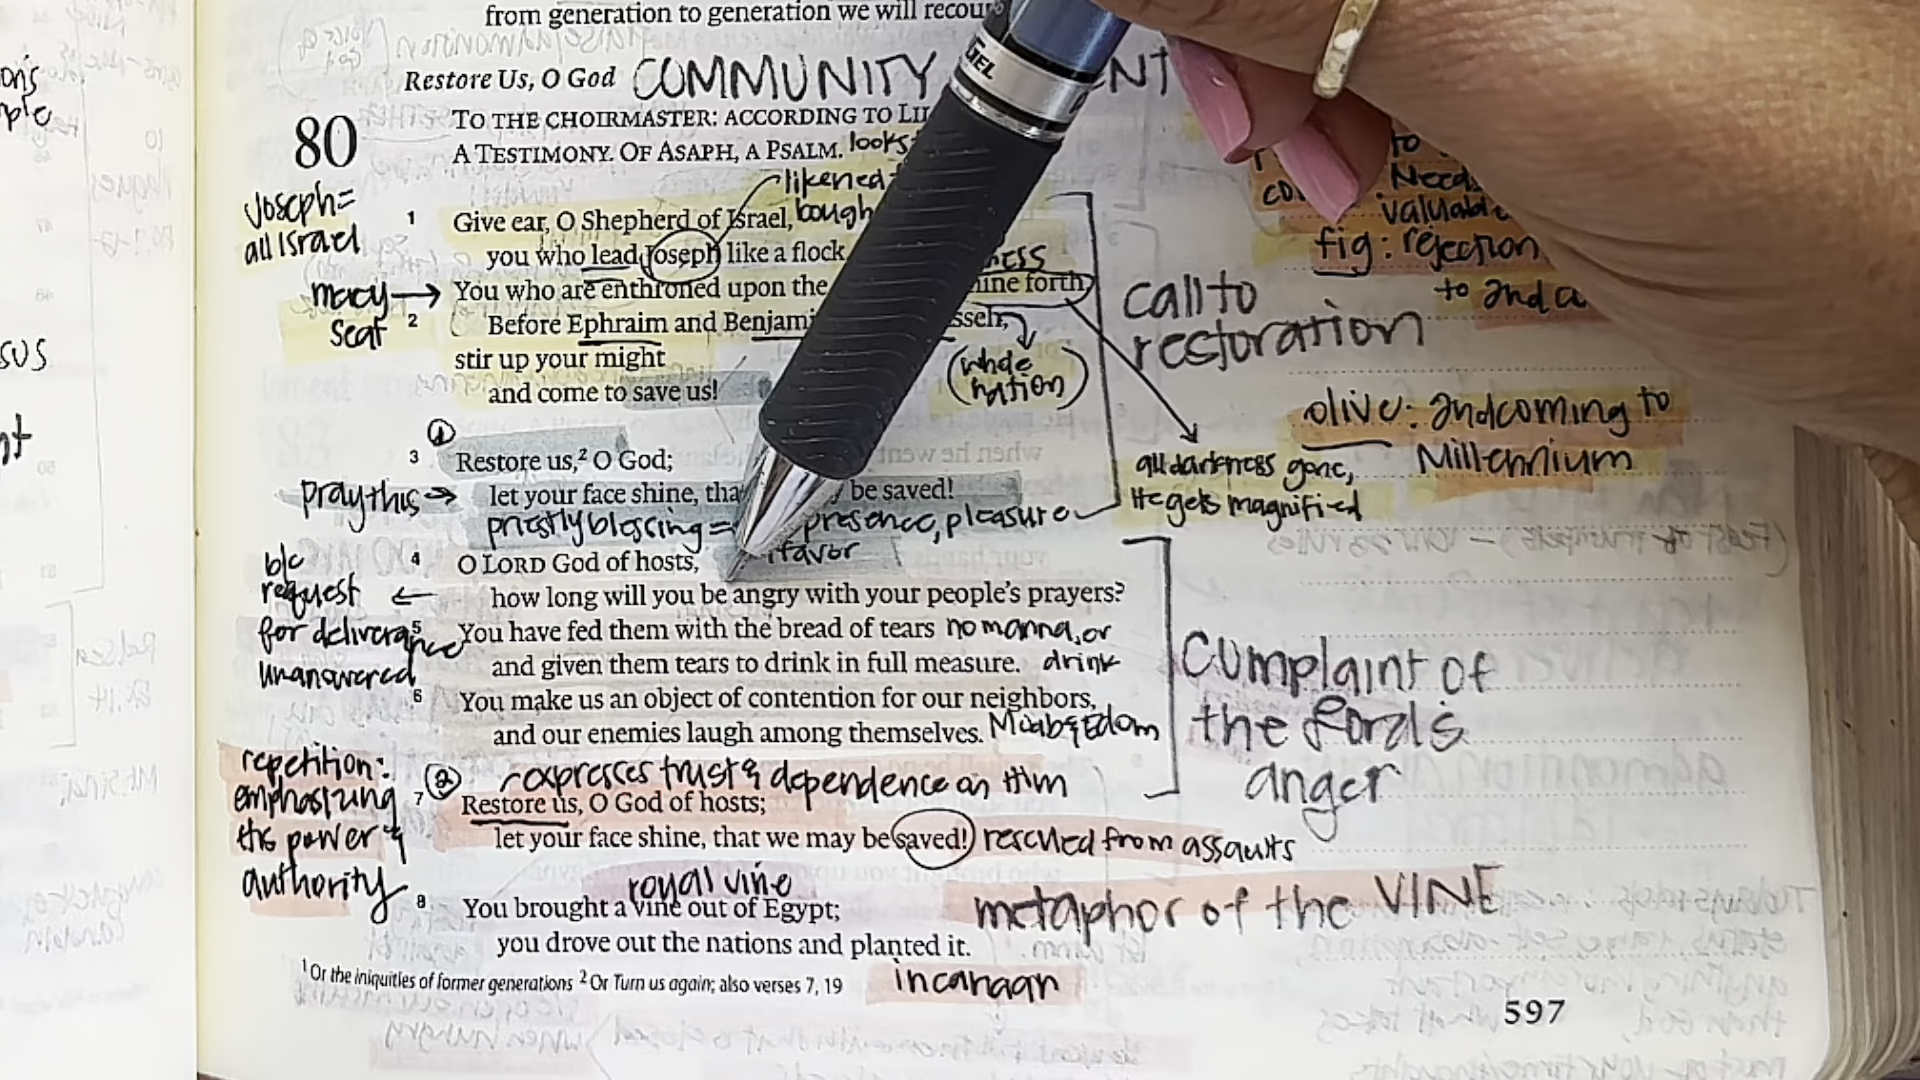 from generation to generation we will
Restore Us, O God COMMUNITY
80
TO THE CHOIRMASTER: ACCORDING TO
A TESTIMONY. OF ASAPH, A PSALM. looks
likened
Joseph=
all Israel
1 Give ear, O Shepherd of Israel, bough
you who lead Joseph like a flock
mercy → You who are enthroned upon the forth
seat
2 Before Ephraim and
stir up your might
(whole
nation)
and come to save us!
call to
restoration
valuable
fig: rejection
to 2nd
olive: 2nd coming to
Millennium
all darkness gone,
He gets magnified
1
3 Restore us,2 O God;
pray this → let your face shine, be saved!
priestly blessing = presence, pleasure
favor
b/c
request ←
for deliverance
unanswered
4 O LORD God of hosts,
how long will you be angry with your people's prayers?
5 You have fed them with the bread of tears no manna, or
and given them tears to drink in full measure. drink
6 You make us an object of contention for our neighbors,
and our enemies laugh among themselves. Moab & Edom
Complaint of
the Lord's
anger
repetition:
emphasizing
His power &
authority
2 expresses trust & dependence on Him
7 Restore us, O God of hosts;
let your face shine, that we may be saved! rescued from assaults
royal vine
8 You brought a vine out of Egypt;
metaphor of the VINE
you drove out the nations and planted it.
in canaan
1 Or the iniquities of former generations 2 Or Turn us again; also verses 7, 19
597